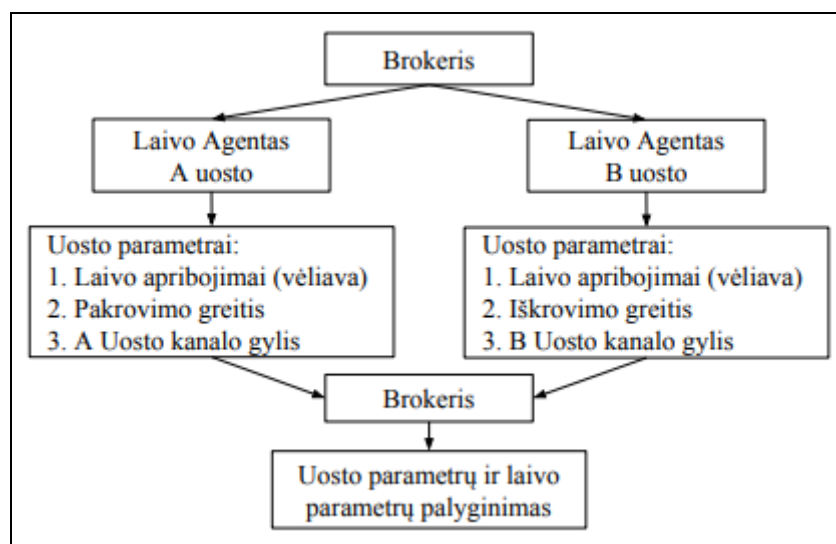 Brokeris
Laivo Agentas
A uosto
Laivo Agentas
B uosto
Uosto parametrai:
1. Laivo apribojimai (vėliava)
2. Pakrovimo greitis
3. A Uosto kanalo gylis
Uosto parametrai:
1. Laivo apribojimai (vėliava)
2. Iškrovimo greitis
3. B Uosto kanalo gylis
Brokeris
Uosto parametrų ir laivo
parametrų palyginimas